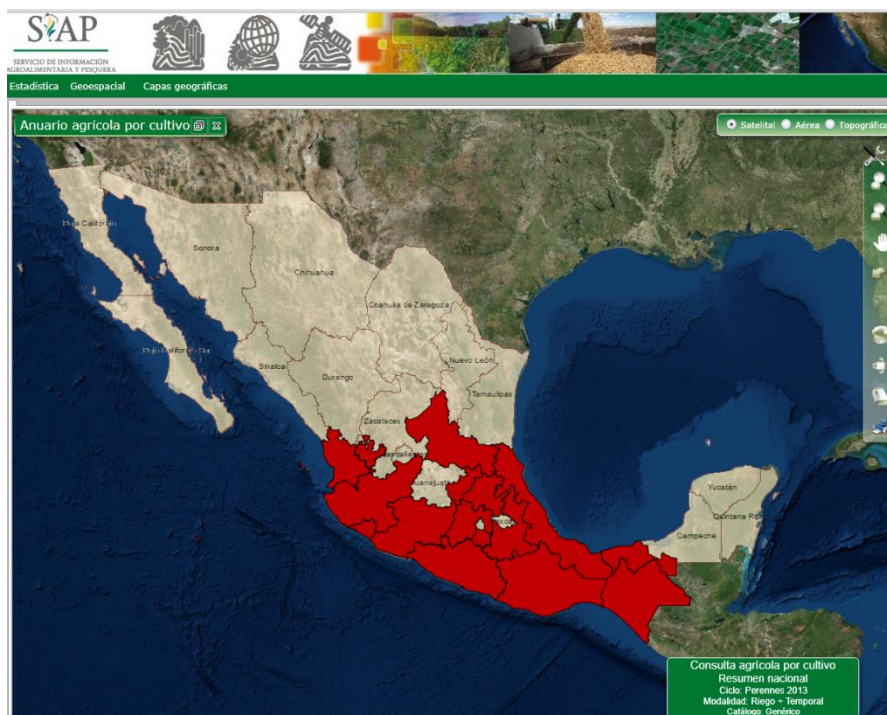 SIAP
SERVICIO DE INFORMACIÓN
AGROALIMENTARIA Y PESQUERA
Estadística Geoespacial Capas geográficas
Anuario agrícola por cultivo
Satelital Aérea Topográfica
Baja California
Sonora
Chihuahua
Coahuila de Zaragoza
Sinaloa
Durango
Nuevo León
Tamaulipas
Zacatecas
Guanajuato
Yucatán
Quintana Roo
Campeche
Consulta agrícola por cultivo
Resumen nacional
Ciclo: Perennes 2013
Modalidad: Riego + Temporal
Catálogo: Genérico